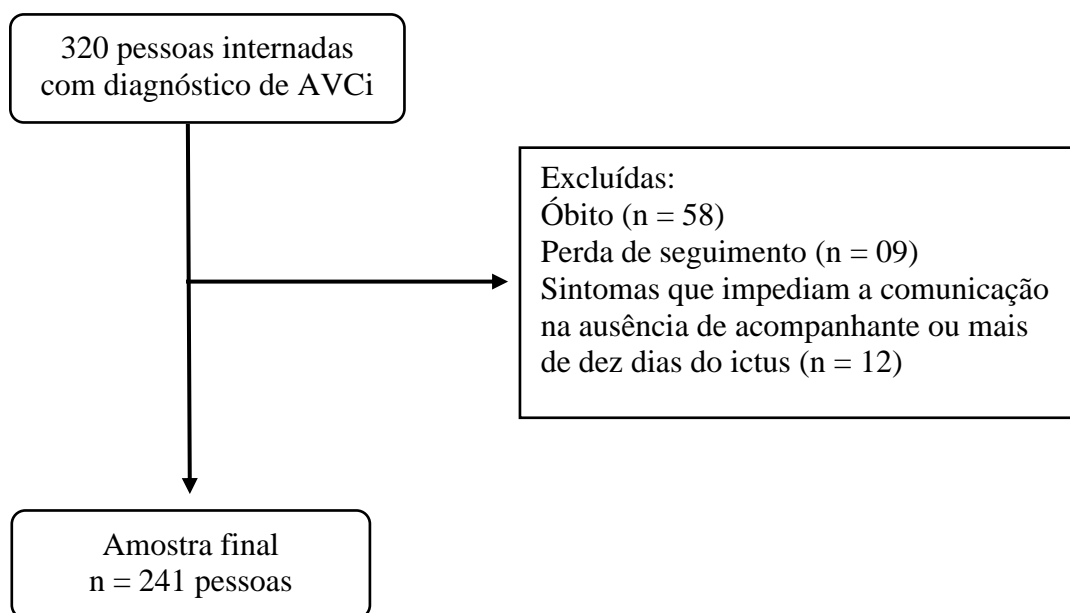 320 pessoas internadas
com diagnóstico de AVCi
Excluídas:
Óbito (n = 58)
Perda de seguimento (n = 09)
Sintomas que impediam a comunicação
na ausência de acompanhante ou mais
de dez dias do ictus (n = 12)
Amostra final
n = 241 pessoas